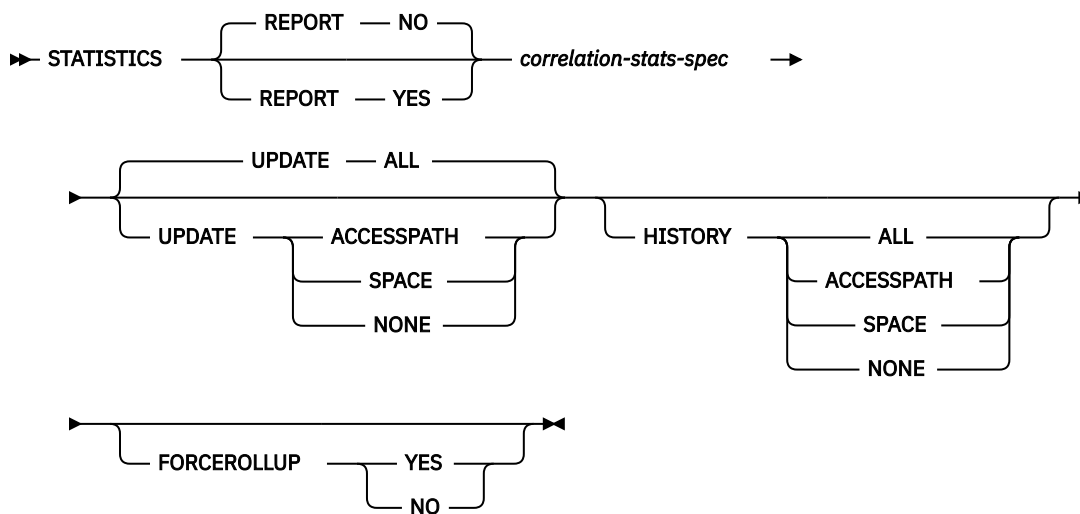 REPORT NO
STATISTICS correlation-stats-spec
REPORT YES
UPDATE ALL
UPDATE ACCESSPATH HISTORY ALL
SPACE ACCESSPATH
NONE SPACE
NONE
FORCEROLLUP YES
NO